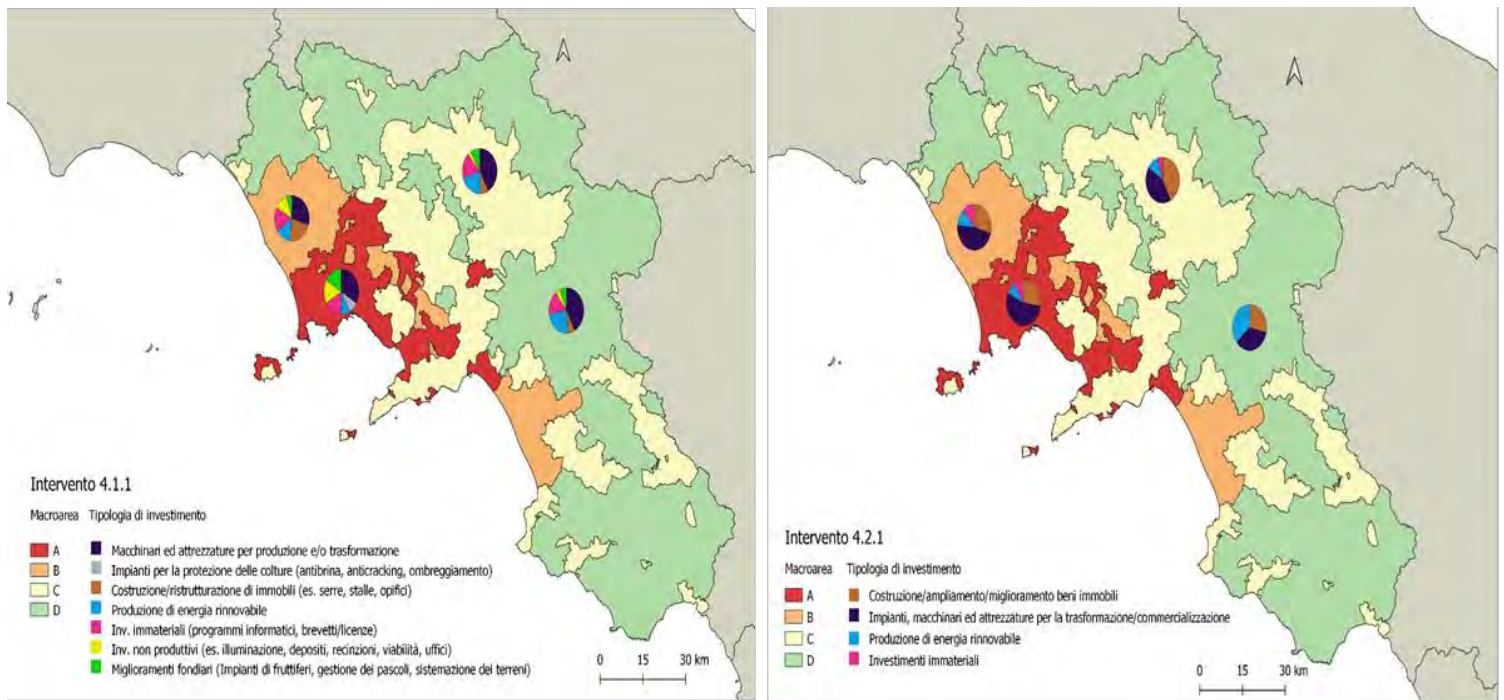 Intervento 4.1.1
Macroarea Tipologia di investimento
A Macchinari ed attrezzature per produzione e/o trasformazione
B Impianti per la protezione delle colture (antibrina, anticracking, ombreggiamento)
C Costruzione/ristrutturazione di immobili (es. serre, stalle, opifici)
D Produzione di energia rinnovabile
Inv. immateriali (programmi informatici, brevetti/licenze)
Inv. non produttivi (es. illuminazione, depositi, recinzioni, viabilità, uffici)
Miglioramenti fondiari (Impianti di fruttiferi, gestione dei pascoli, sistemazione dei terreni)
0 15 30 km
Intervento 4.2.1
Macroarea Tipologia di investimento
A Costruzione/ampliamento/miglioramento beni immobili
B Impianti, macchinari ed attrezzature per la trasformazione/commercializzazione
C Produzione di energia rinnovabile
D Investimenti immateriali
0 15 30 km